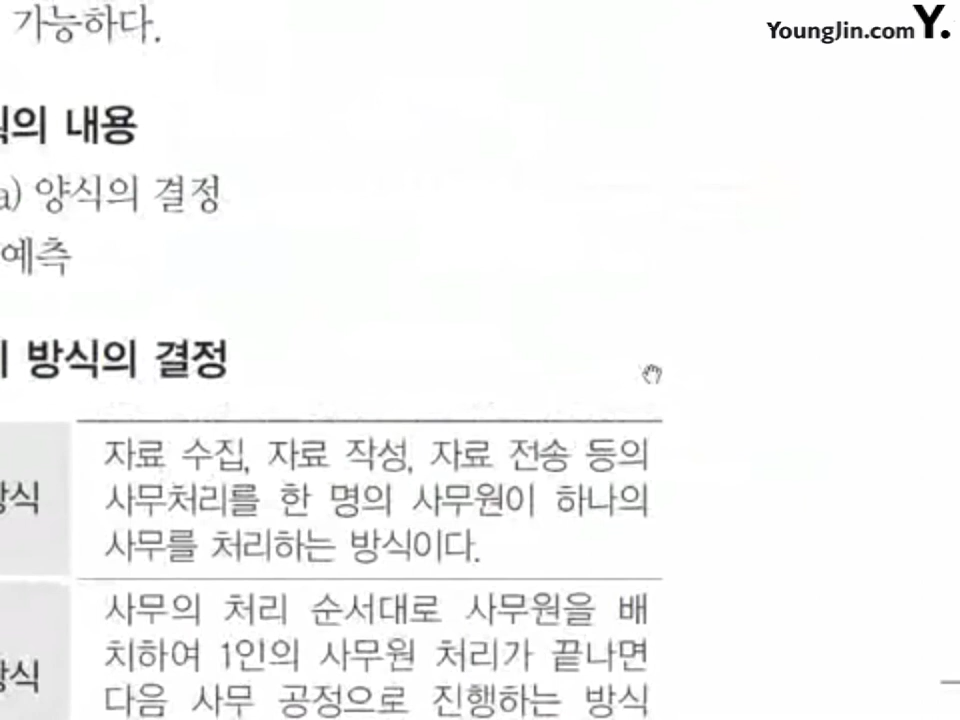 가능하다.
YoungJin.com Y.
의 내용
a) 양식의 결정
예측
방식의 결정
자료 수집, 자료 작성, 자료 전송 등의
사무처리를 한 명의 사무원이 하나의
사무를 처리하는 방식이다.
방식
사무의 처리 순서대로 사무원을 배
치하여 1인의 사무원 처리가 끝나면
다음 사무 공정으로 진행하는 방식
방식